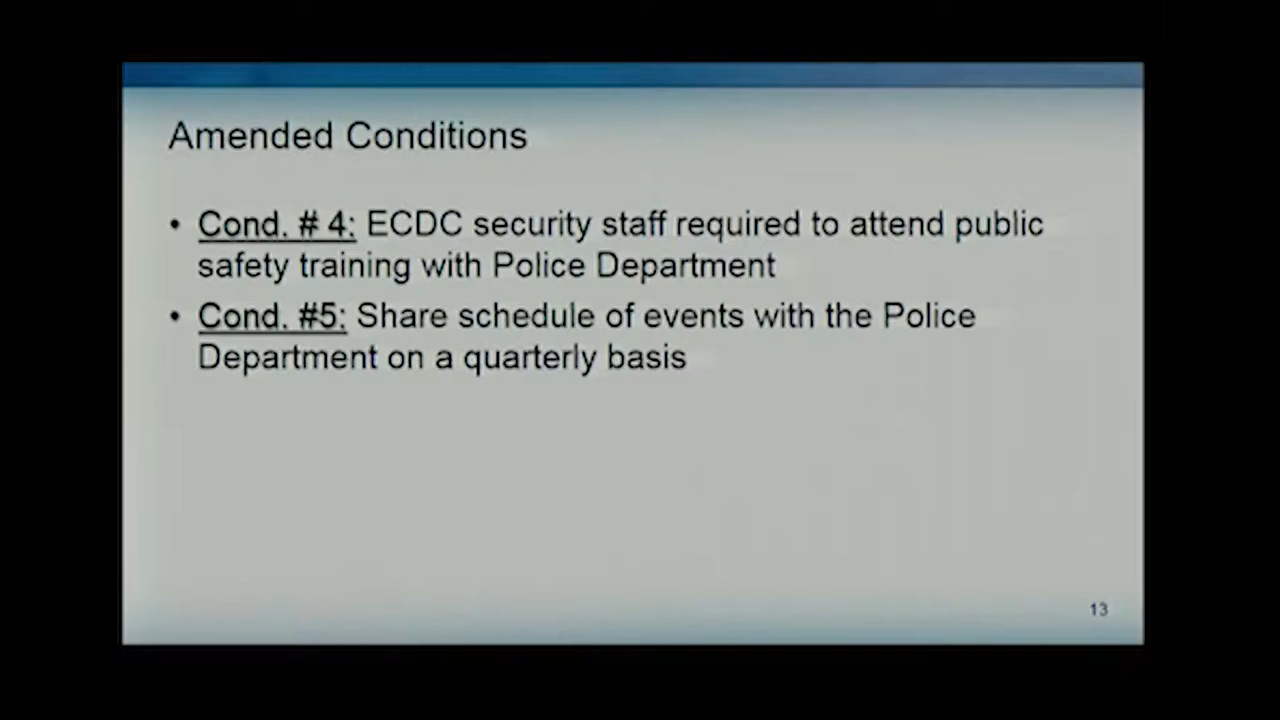 Amended Conditions
• Cond. # 4: ECDC security staff required to attend public
safety training with Police Department
• Cond. #5: Share schedule of events with the Police
Department on a quarterly basis
13